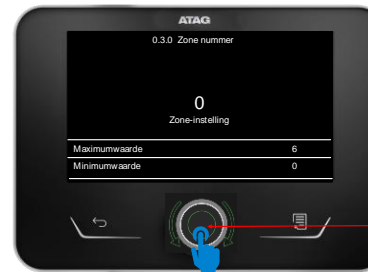 ATAG
0.3.0 Zone nummer
0
Zone-instelling
Maximumwaarde 6
Minimumwaarde 0